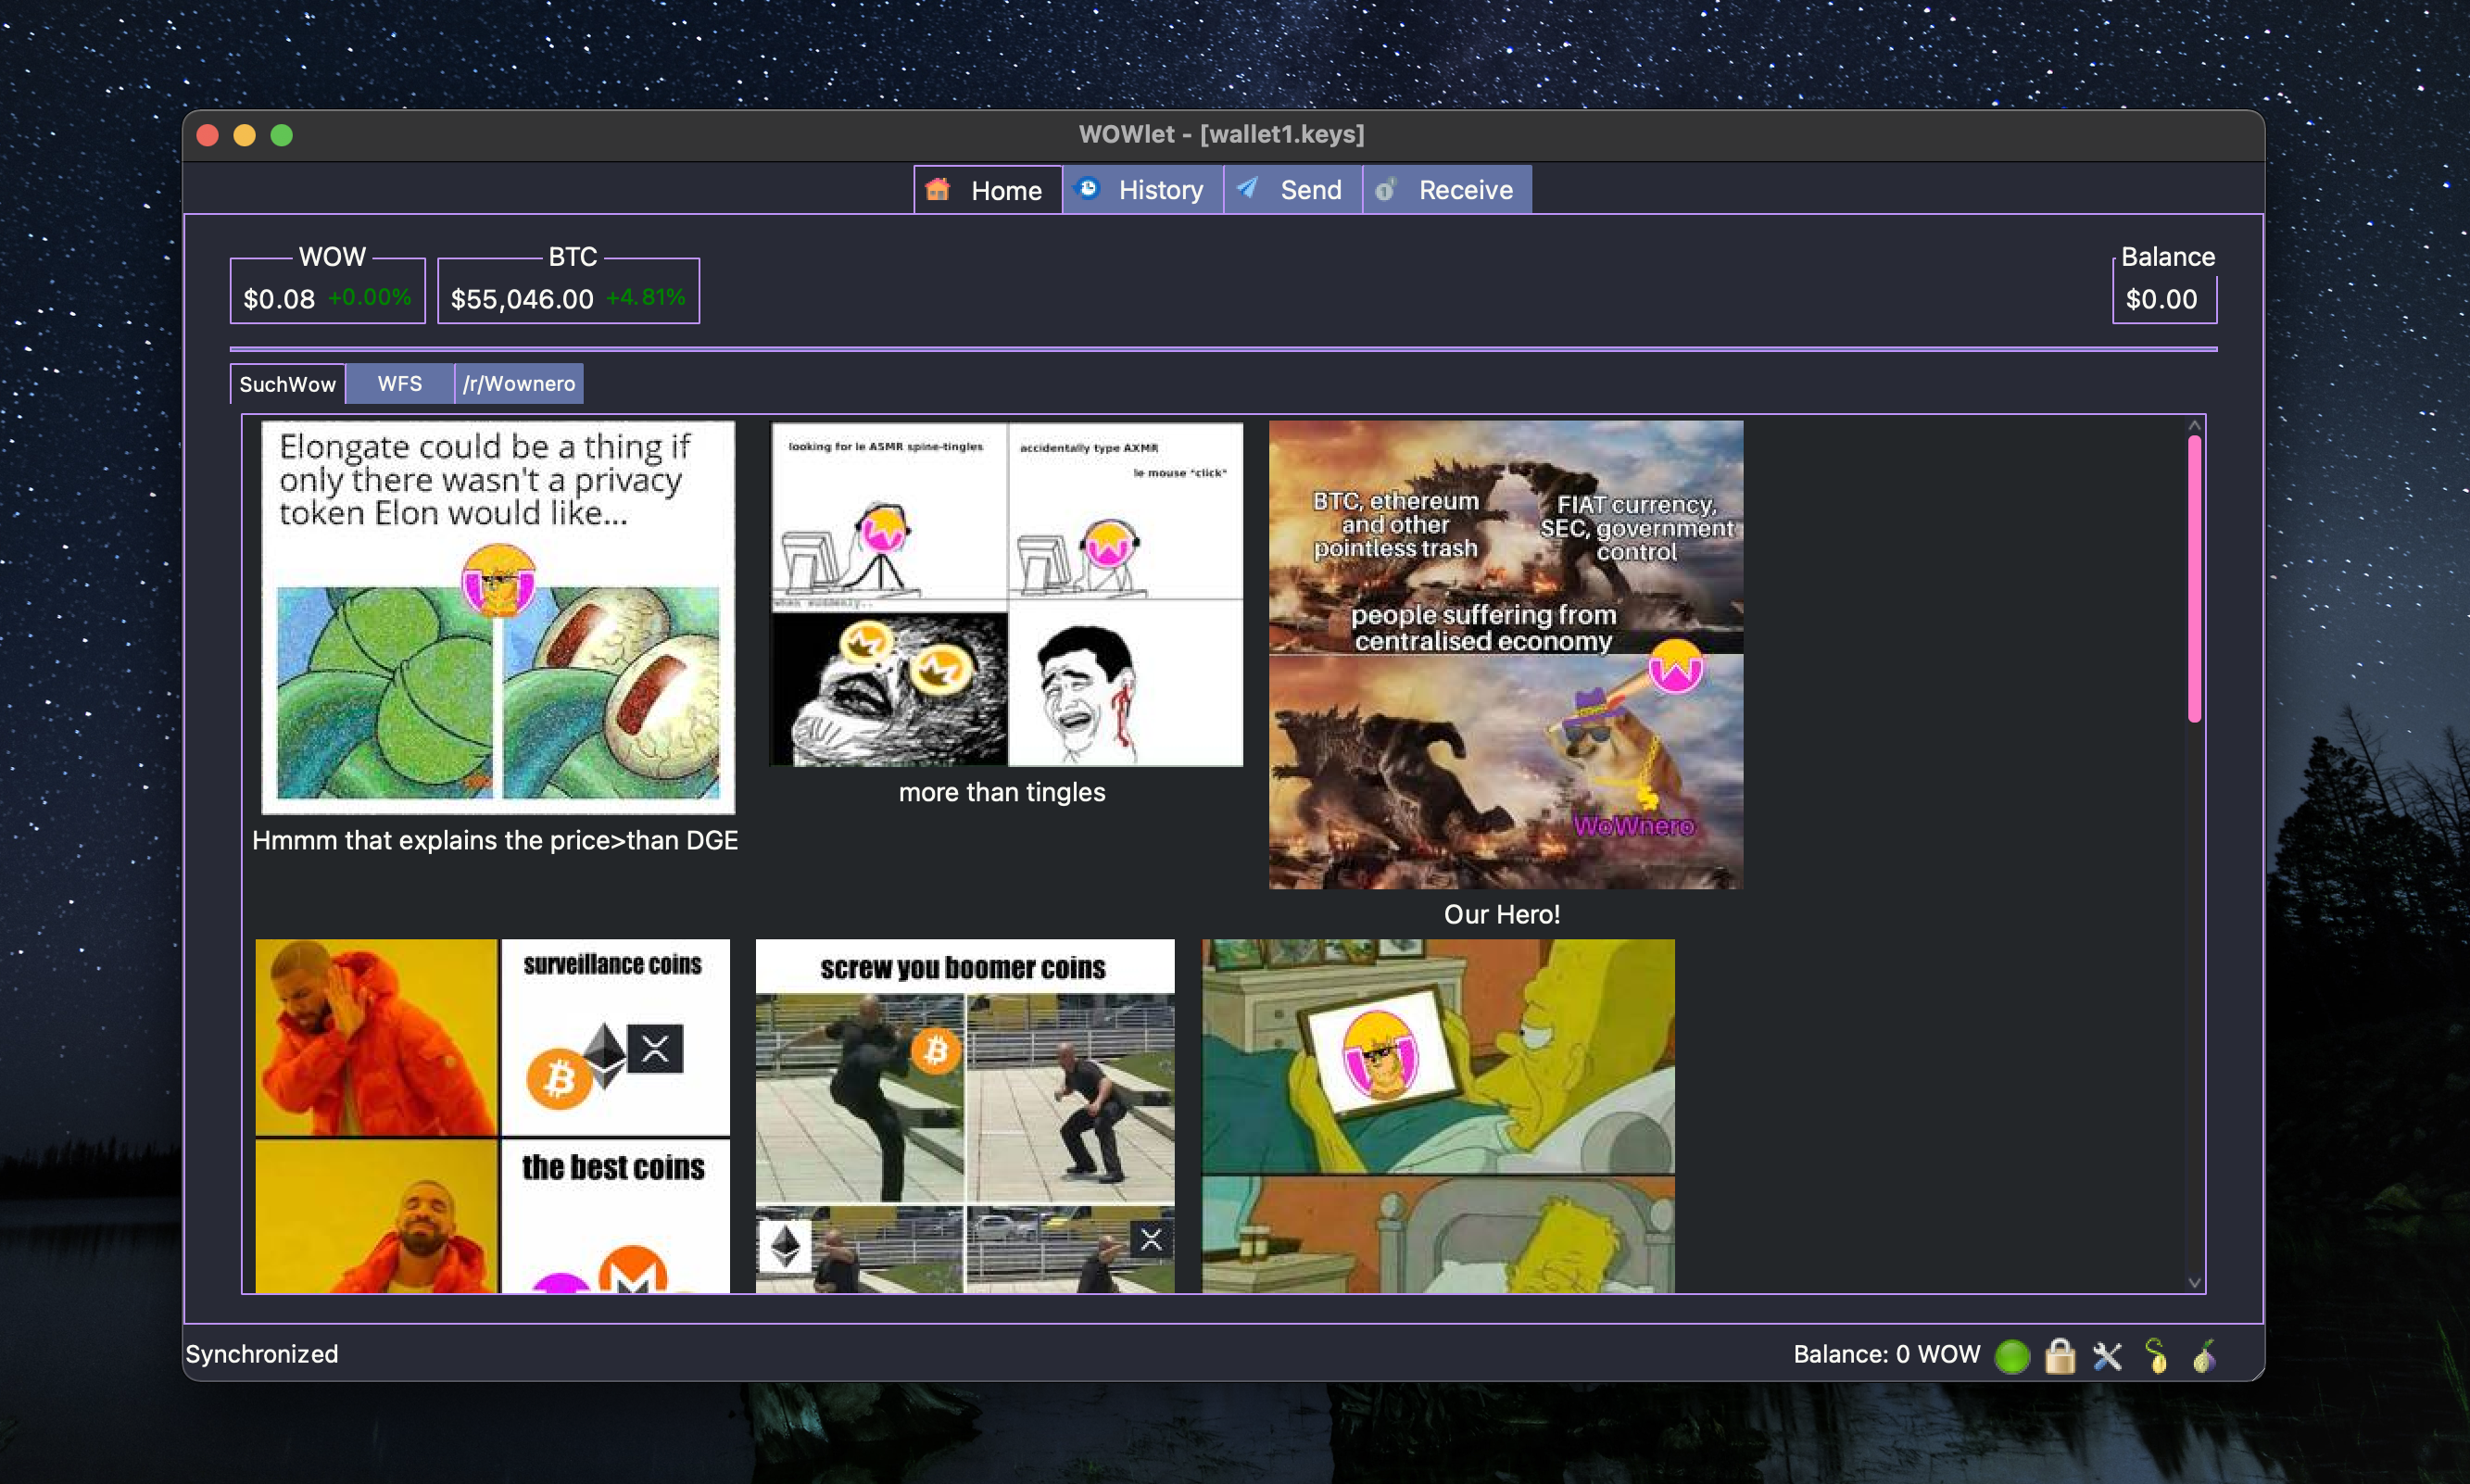 WOWlet - [wallet1.keys]
Home
History
Send
Receive
WOW
$0.08 +0.00%
BTC
$55,046.00 +4.81%
Balance
$0.00
SuchWow
WFS
/r/Wownero
Elongate could be a thing if
only there wasn't a privacy
token Elon would like...
Hmmm that explains the price>than DGE
looking for le ASMR spine-tingles
accidentally type AXMR
le mouse *click*
when suddenly..
more than tingles
BTC, ethereum
and other
pointless trash
FIAT currency,
SEC, government
control
people suffering from
centralised economy
WoWnero
Our Hero!
surveillance coins
the best coins
screw you boomer coins
Synchronized
Balance: 0 WOW